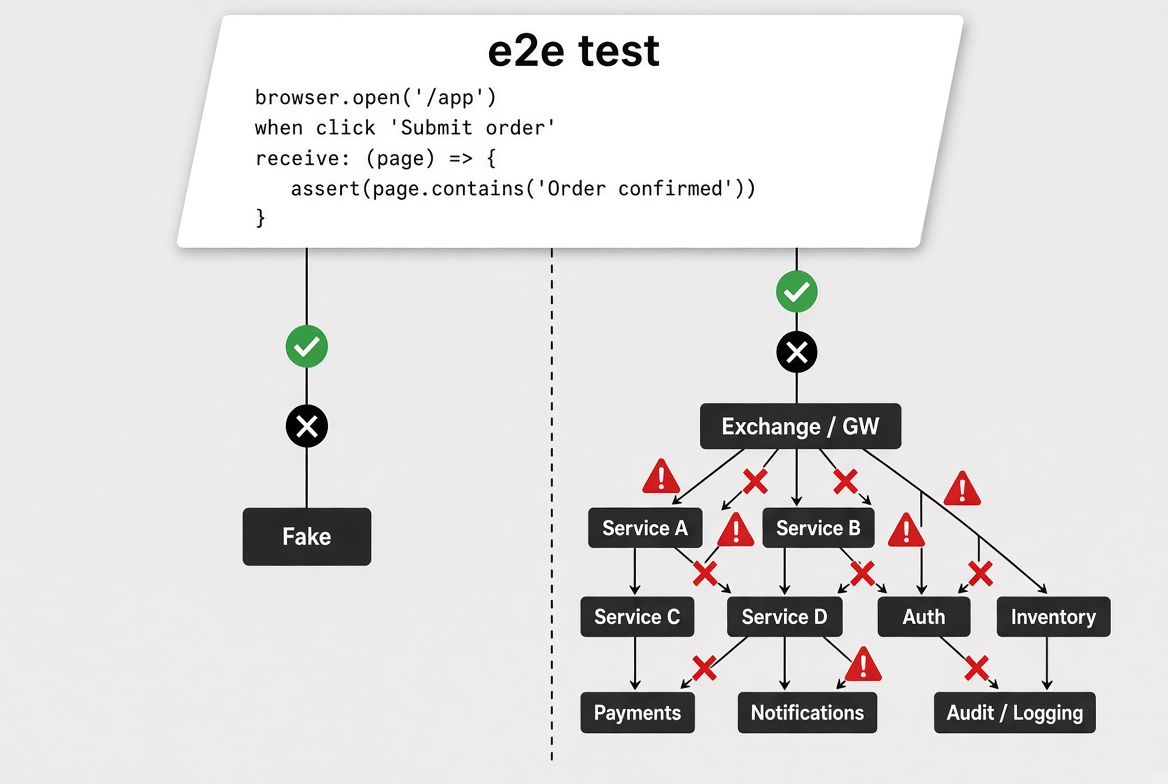 e2e test
browser.open('/app')
when click 'Submit order'
receive: (page) => {
assert(page.contains('Order confirmed'))
}
Exchange / GW
Service A
Service B
Fake
Service C
Service D
Auth
Inventory
Payments
Notifications
Audit / Logging